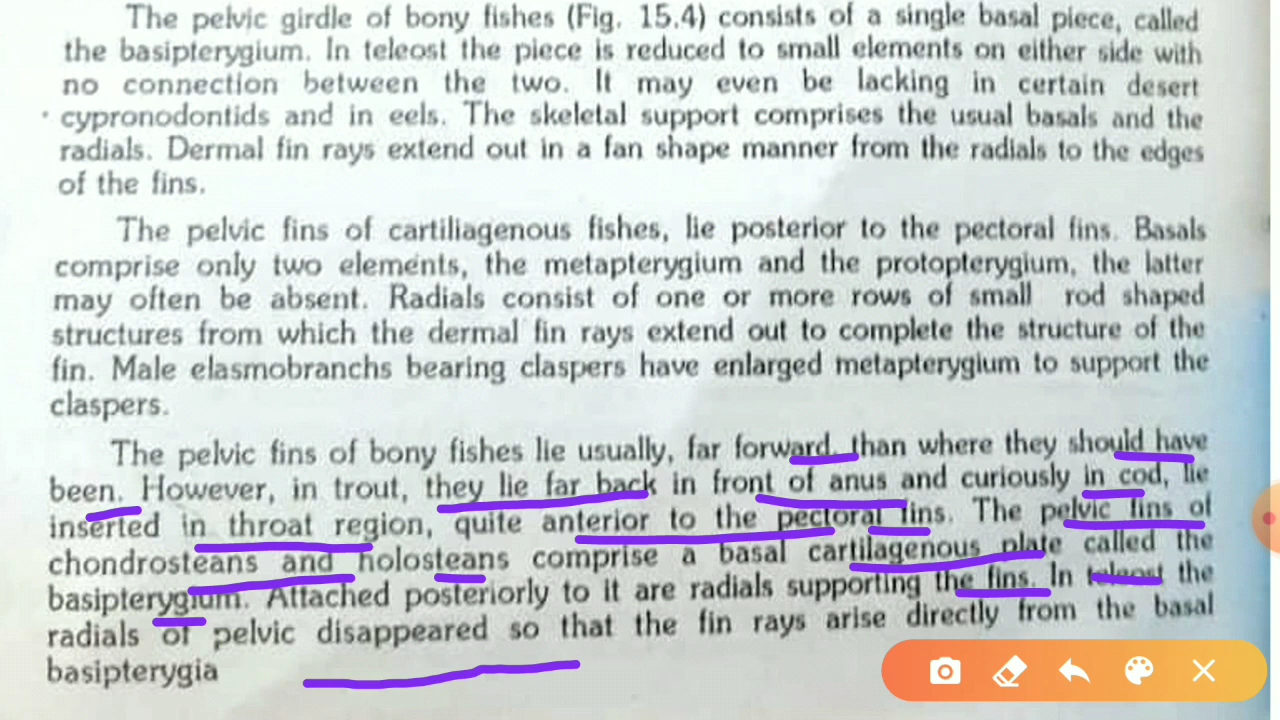 The pelvic girdle of bony fishes (Fig. 15.4) consists of a single basal piece, called
the basipterygium. In teleost the piece is reduced to small elements on either side with
no connection between the two. It may even be lacking in certain desert
cypronodontids and in eels. The skeletal support comprises the usual basals and the
radials. Dermal fin rays extend out in a fan shape manner from the radials to the edges
of the fins.
The pelvic fins of cartiliagenous fishes, lie posterior to the pectoral fins. Basals
comprise only two elements, the metapterygium and the protopterygium, the latter
may often be absent. Radials consist of one or more rows of small rod shaped
structures from which the dermal fin rays extend out to complete the structure of the
fin. Male elasmobranchs bearing claspers have enlarged metapterygium to support the
claspers.
The pelvic fins of bony fishes lie usually, far forward, than where they should have
been. However, in trout, they lie far back in front of anus and curiously in cod, lie
inserted in throat region, quite anterior to the pectoral fins. The pelvic fins of
chondrosteans and holosteans comprise a basal cartilagenous plate called the
basipterygium. Attached posteriorly to it are radials supporting the fins. In teleost the
radials of pelvic disappeared so that the fin rays arise directly from the basal
basipterygia